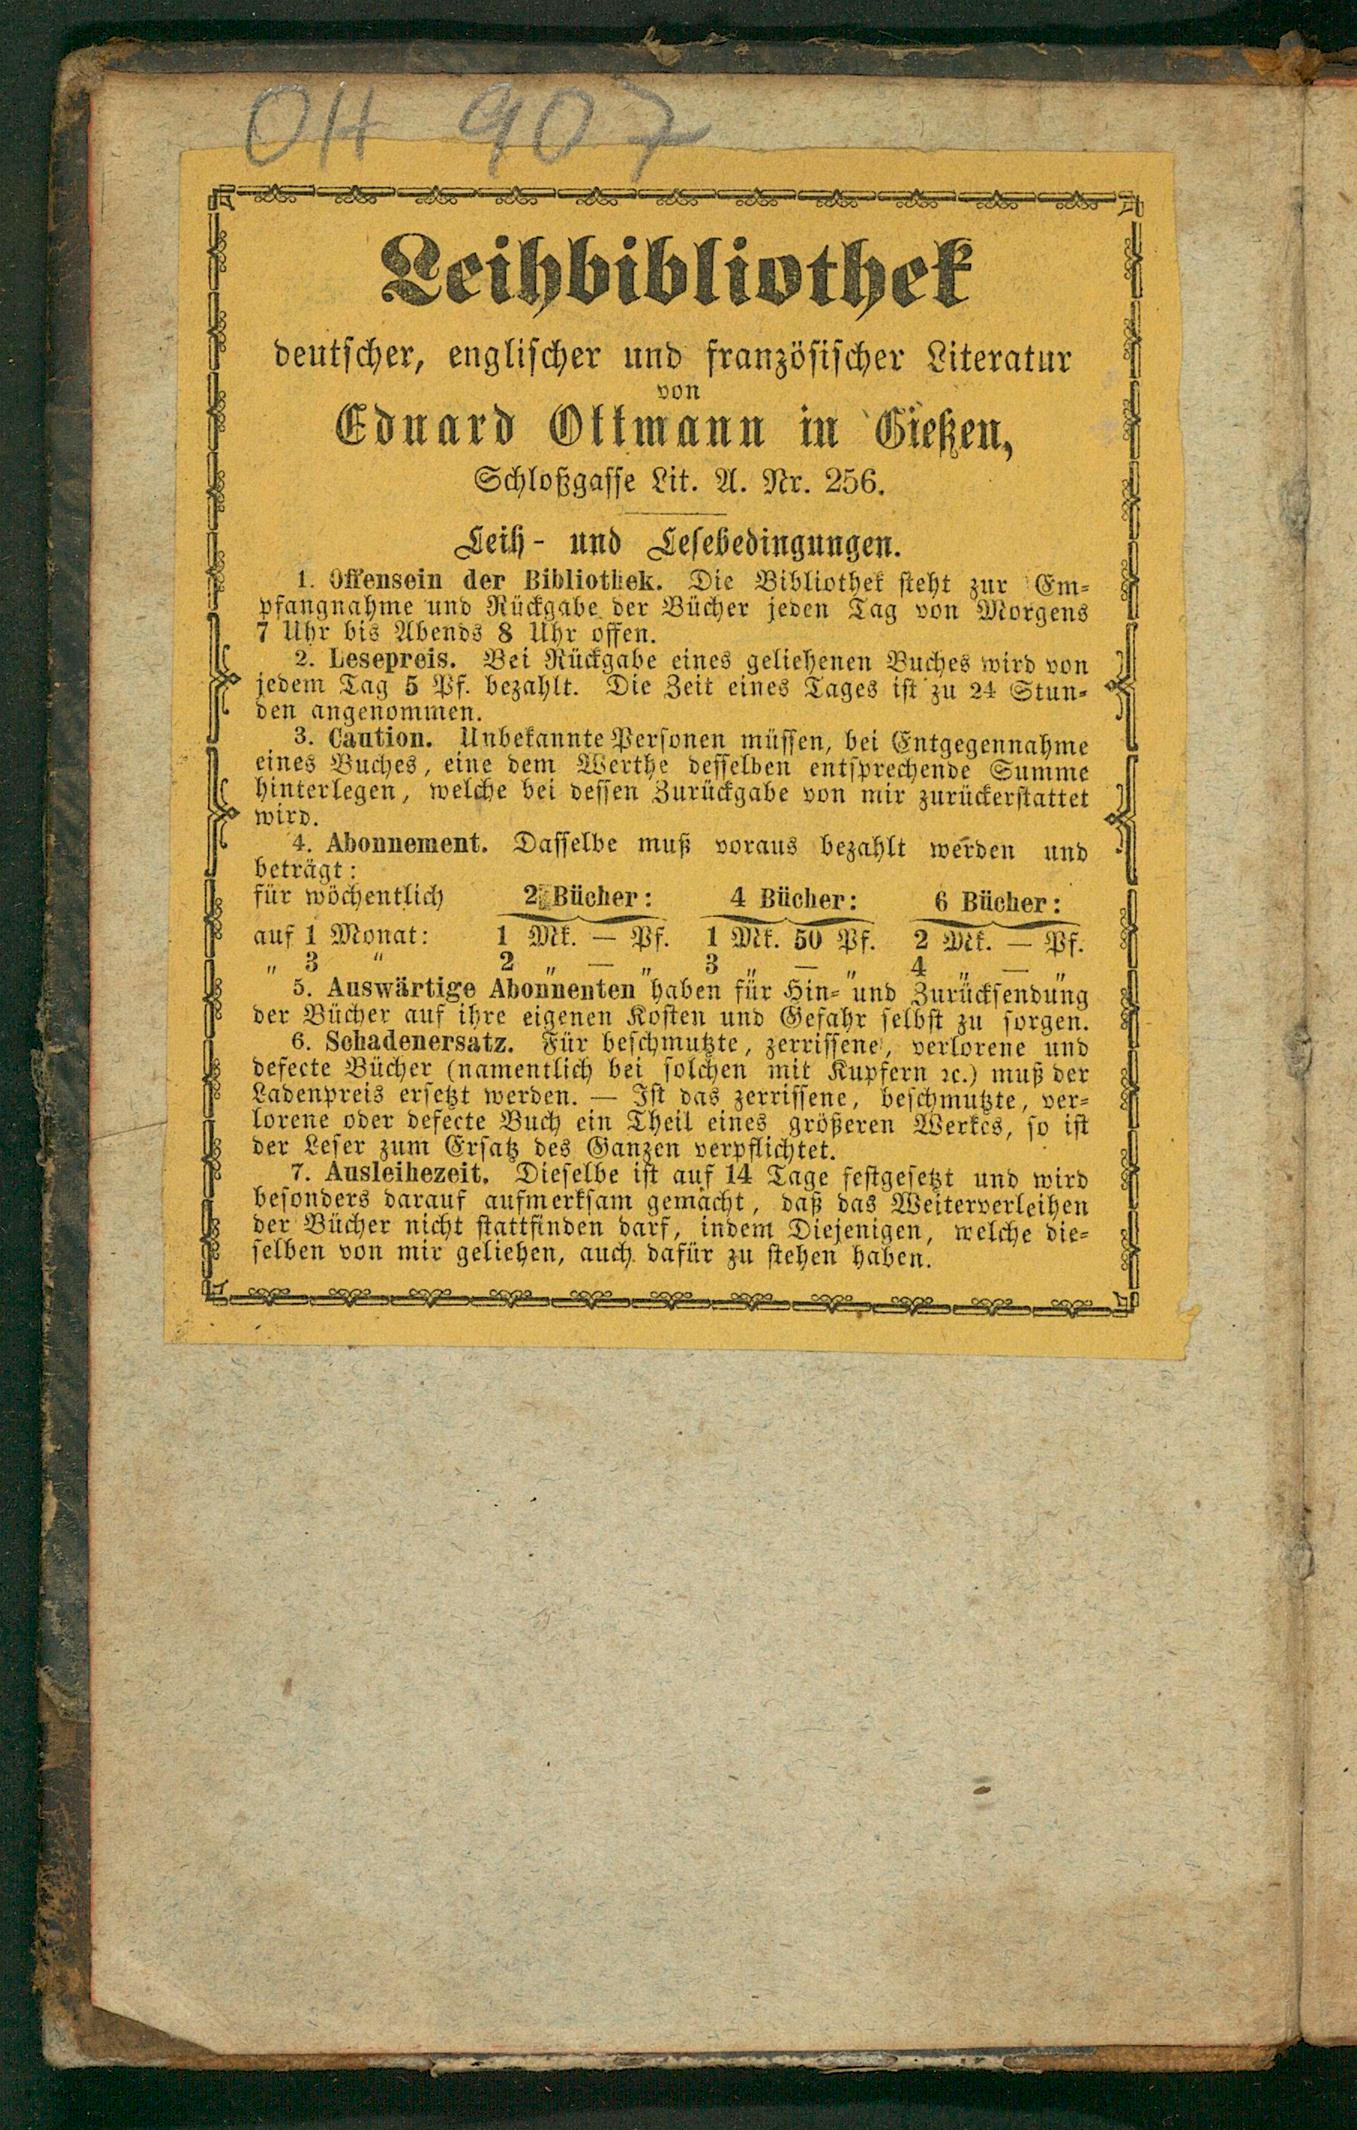 OH 907
Leihbibliothek
deutscher, englischer und französischer Literatur
von
Eduard Ottmann in Gießen,
Schloßgasse Lit. A. Nr. 256.
Leih- und Lesebedingungen.
1. Offensein der Bibliothek. Die Bibliothek steht zur Em-
pfangnahme und Rückgabe der Bücher jeden Tag von Morgens
7 Uhr bis Abends 8 Uhr offen.
2. Lesepreis. Bei Rückgabe eines geliehenen Buches wird von
jedem Tag 5 Pf. bezahlt. Die Zeit eines Tages ist zu 24 Stun-
den angenommen.
3. Caution. Unbekannte Personen müssen, bei Entgegennahme
eines Buches, eine dem Werthe desselben entsprechende Summe
hinterlegen, welche bei dessen Zurückgabe von mir zurückerstattet
wird.
4. Abonnement. Dasselbe muß voraus bezahlt werden und
beträgt:
für wöchentlich 2 Bücher: 4 Bücher: 6 Bücher:
auf 1 Monat: 1 Mk. — Pf. 1 Mk. 50 Pf. 2 Mk. — Pf.
„ 3 „ 2 „ — „ 3 „ — „ 4 „ — „
5. Auswärtige Abonnenten haben für Hin- und Zurücksendung
der Bücher auf ihre eigenen Kosten und Gefahr selbst zu sorgen.
6. Schadenersatz. Für beschmutzte, zerrissene, verlorene und
defecte Bücher (namentlich bei solchen mit Kupfern ꝛc.) muß der
Ladenpreis ersetzt werden. — Ist das zerrissene, beschmutzte, ver-
lorene oder defecte Buch ein Theil eines größeren Werkes, so ist
der Leser zum Ersatz des Ganzen verpflichtet.
7. Ausleihezeit. Dieselbe ist auf 14 Tage festgesetzt und wird
besonders darauf aufmerksam gemacht, daß das Weiterverleihen
der Bücher nicht stattfinden darf, indem Diejenigen, welche die-
selben von mir geliehen, auch dafür zu stehen haben.